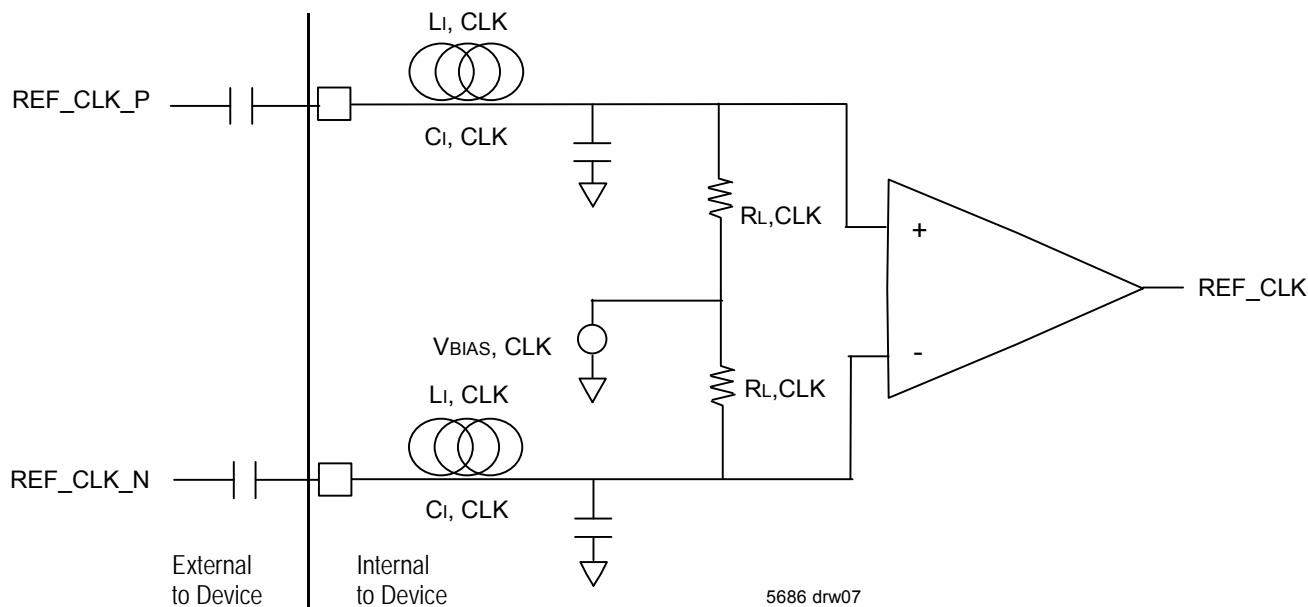 LI, CLK
REF_CLK_P
CI, CLK
RL,CLK
+
REF_CLK
VBIAS, CLK
-
RL,CLK
LI, CLK
REF_CLK_N
CI, CLK
External
to Device
Internal
to Device
5686 drw07